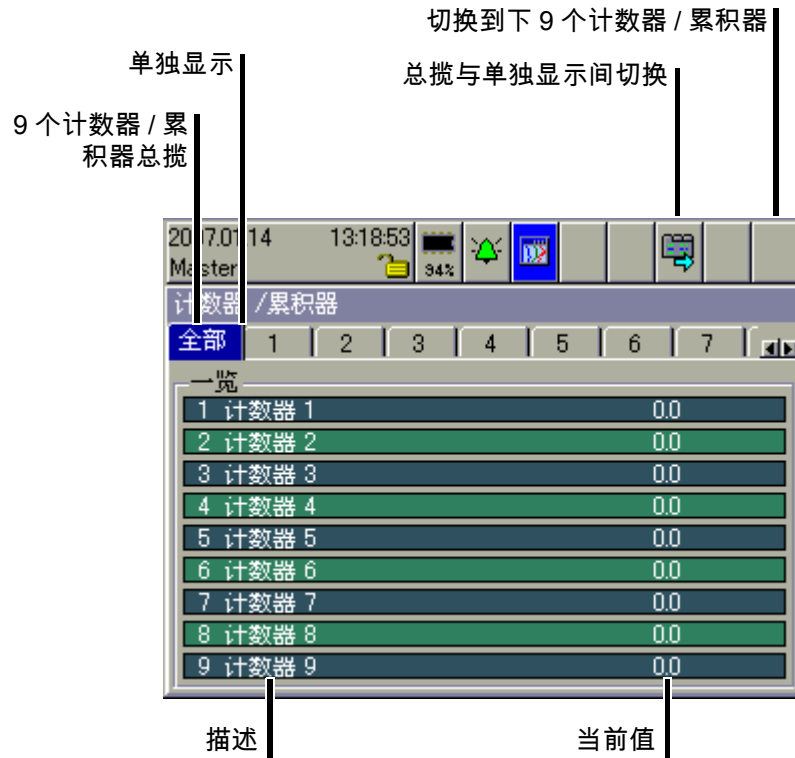 切换到下 9 个计数器 / 累积器
单独显示
总揽与单独显示间切换
9 个计数器 / 累
积器总揽
2007.01.14 13:18:53
Master 94%
计数器 /累积器
全部 1 2 3 4 5 6 7
一览
1 计数器 1 0.0
2 计数器 2 0.0
3 计数器 3 0.0
4 计数器 4 0.0
5 计数器 5 0.0
6 计数器 6 0.0
7 计数器 7 0.0
8 计数器 8 0.0
9 计数器 9 0.0
描述 当前值